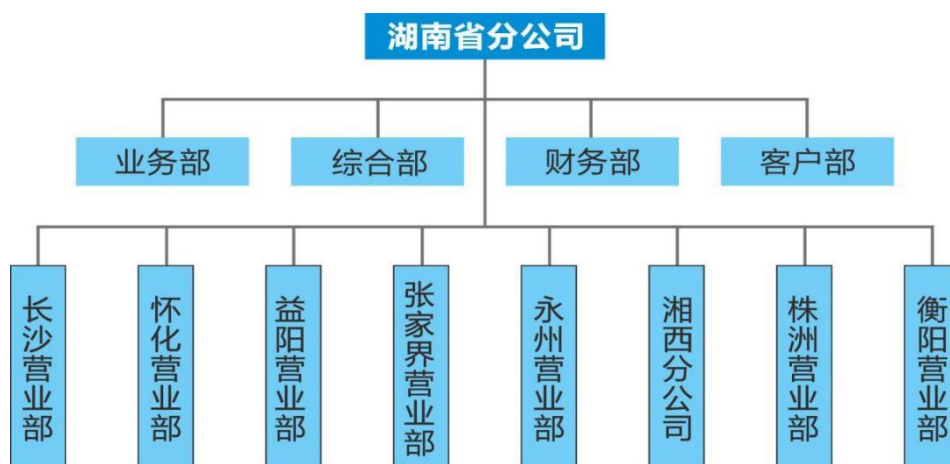 湖南省分公司
业务部
综合部
财务部
客户部
长沙营业部
怀化营业部
益阳营业部
张家界营业部
永州营业部
湘西分公司
株洲营业部
衡阳营业部